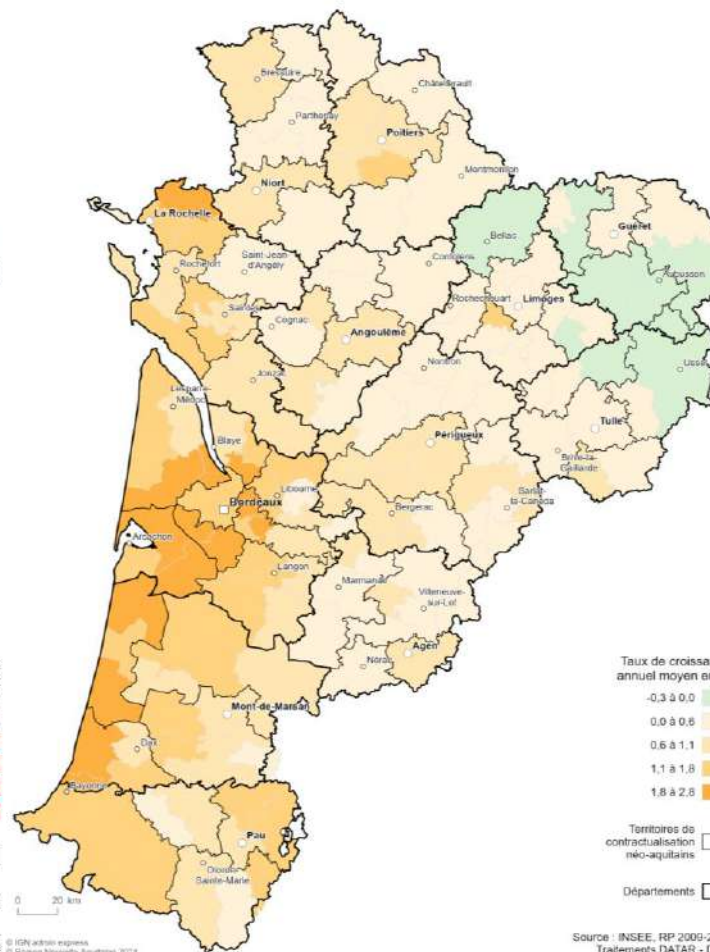 Bressuire
Châtellerault
Parthenay
Poitiers
Montmorillon
Niort
La Rochelle
Bellac
Guéret
Rochefort
Saint-Jean
d'Angély
Confolens
Aubusson
Saintes
Rochechouart
Limoges
Cognac
Angoulême
Ussel
Jonzac
Nontron
Lesparre-
Médoc
Tulle
Blaye
Périgueux
Brive-la-
Gaillarde
Libourne
Sarlat-
la-Canéda
Bordeaux
Bergerac
Arcachon
Langon
Marmande
Villeneuve-
sur-Lot
Agen
Nérac
Taux de croissa
annuel moyen e
-0,3 à 0,0
0,0 à 0,6
0,6 à 1,1
1,1 à 1,8
1,8 à 2,8
Mont-de-Marsan
Dax
Bayonne
Territoires de
contractualisation
néo-aquitains
Pau
Oloron-
Sainte-Marie
Départements
0 20 km
© IGN admin express
Source : INSEE, RP 2009-2
© Région Nouvelle-Aquitaine 2024
Traitements DATAR -